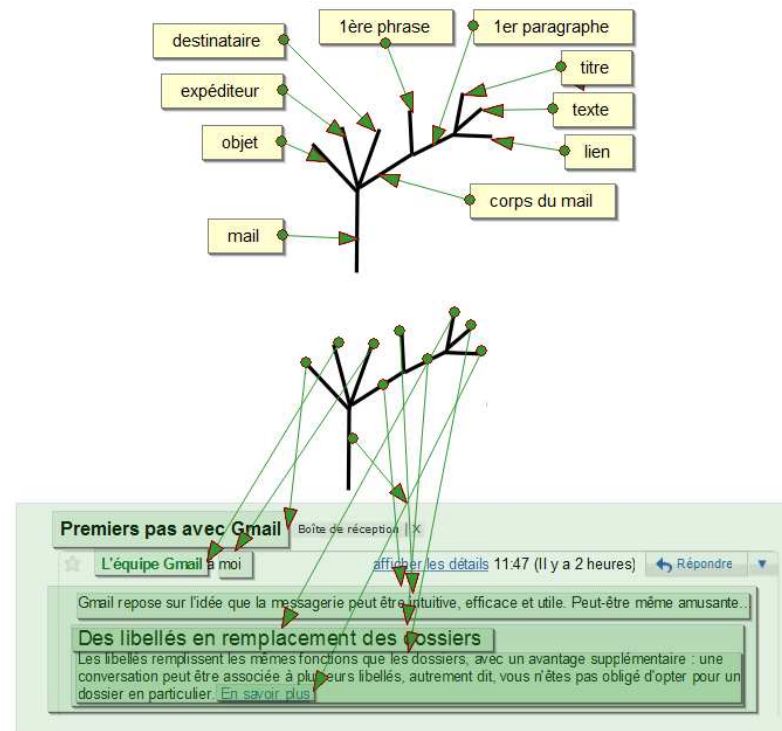 1ère phrase
1er paragraphe
destinataire
titre
expéditeur
texte
objet
lien
corps du mail
mail
Premiers pas avec Gmail Boîte de réception | X
L'équipe Gmail à moi afficher les détails 11:47 (Il y a 2 heures) Répondre
Gmail repose sur l'idée que la messagerie peut être intuitive, efficace et utile. Peut-être même amusante..
Des libellés en remplacement des dossiers
Les libellés remplissent les mêmes fonctions que les dossiers, avec un avantage supplémentaire : une
conversation peut être associée à plusieurs libellés, autrement dit, vous n'êtes pas obligé d'opter pour un
dossier en particulier. En savoir plus